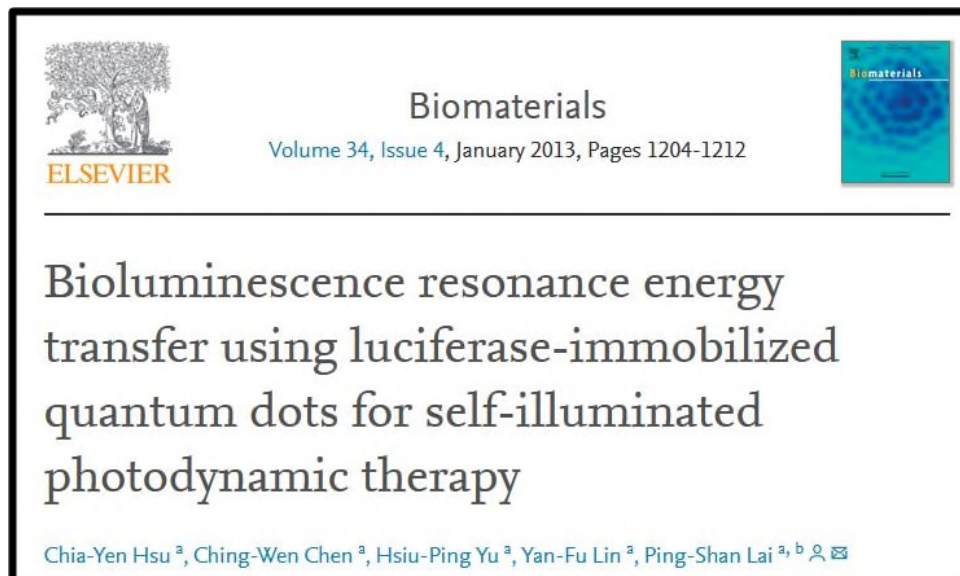 ELSEVIER
Biomaterials
Volume 34, Issue 4, January 2013, Pages 1204-1212
Biomaterials
Bioluminescence resonance energy
transfer using luciferase-immobilized
quantum dots for self-illuminated
photodynamic therapy
Chia-Yen Hsu ᵃ, Ching-Wen Chen ᵃ, Hsiu-Ping Yu ᵃ, Yan-Fu Lin ᵃ, Ping-Shan Lai ᵃ, ᵇ